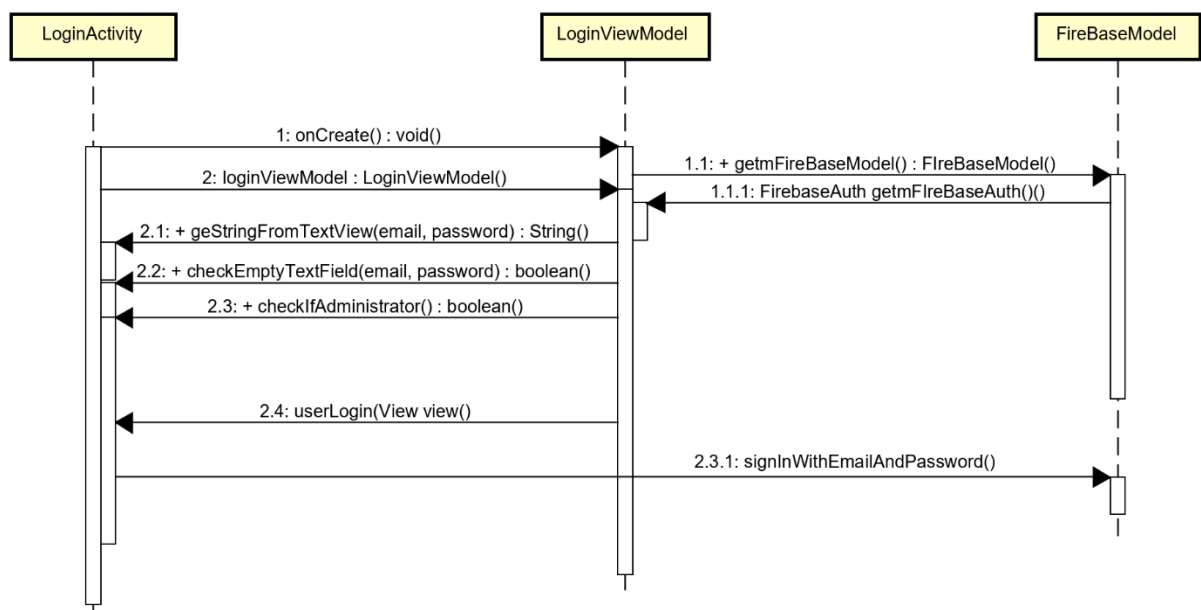 LoginActivity
LoginViewModel
FireBaseModel
1: onCreate() : void()
1.1: + getmFireBaseModel() : FIreBaseModel()
2: loginViewModel : LoginViewModel()
1.1.1: FirebaseAuth getmFIreBaseAuth()()
2.1: + geStringFromTextView(email, password) : String()
2.2: + checkEmptyTextField(email, password) : boolean()
2.3: + checkIfAdministrator() : boolean()
2.4: userLogin(View view()
2.3.1: signInWithEmailAndPassword()